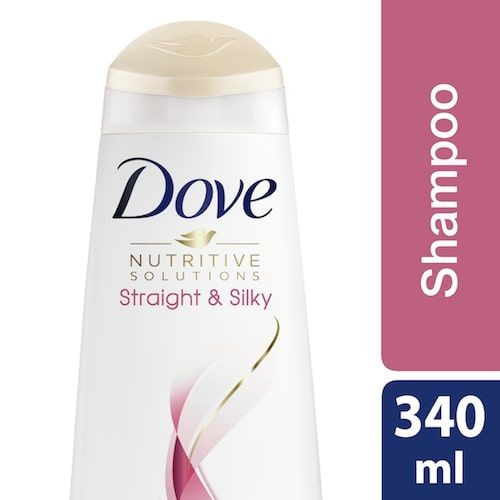 Dove
NUTRITIVE
SOLUTIONS
Straight & Silky
Shampoo
340
ml